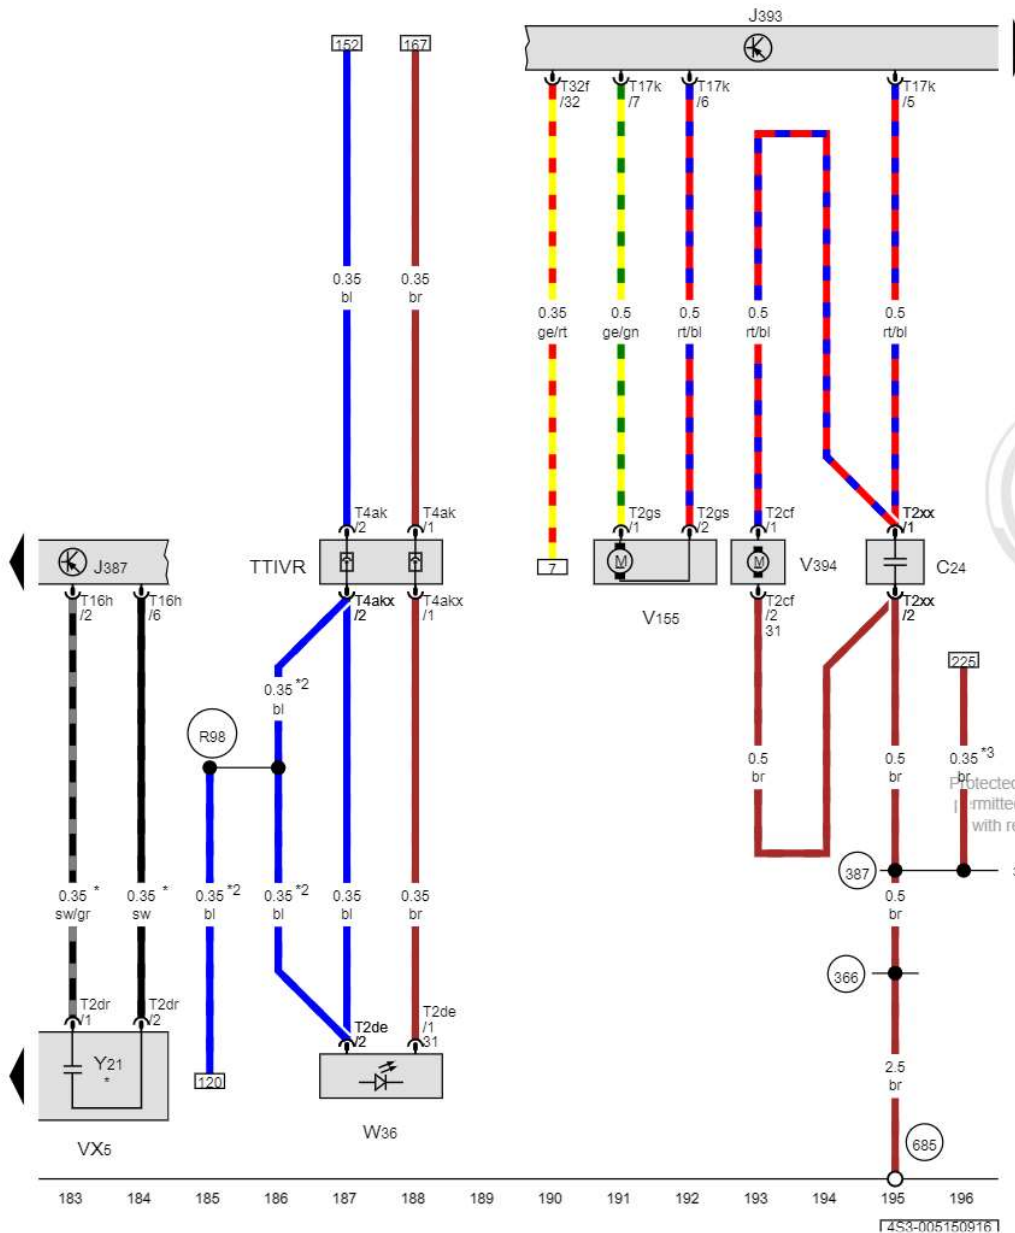 J393
152
167
T32f
/32
T17k
/7
T17k
/6
T17k
/5
0.35
bl
0.35
br
0.35
ge/rt
0.5
ge/gn
0.5
rt/bl
0.5
rt/bl
0.5
rt/bl
T4ak
/2
T4ak
/1
T2gs
/1
T2gs
/2
T2cf
/1
T2xx
/1
J387
TTIVR
7
M
M
V394
C24
T16h
/2
T16h
/6
T4akx
/2
T4akx
/1
V155
T2cf
/2
31
T2xx
/2
225
0.35 *2
bl
R98
0.5
br
0.5
br
0.35 *3
br
Protected
permitted
with re
387
0.35 *
sw/gr
0.35 *
sw
0.35 *2
bl
0.35 *2
bl
0.35
bl
0.35
br
0.5
br
366
T2dr
/1
T2dr
/2
T2de
/2
T2de
/1
31
Y21
*
120
2.5
br
W36
VX5
685
183 184 185 186 187 188 189 190 191 192 193 194 195 196
4S3-005150916